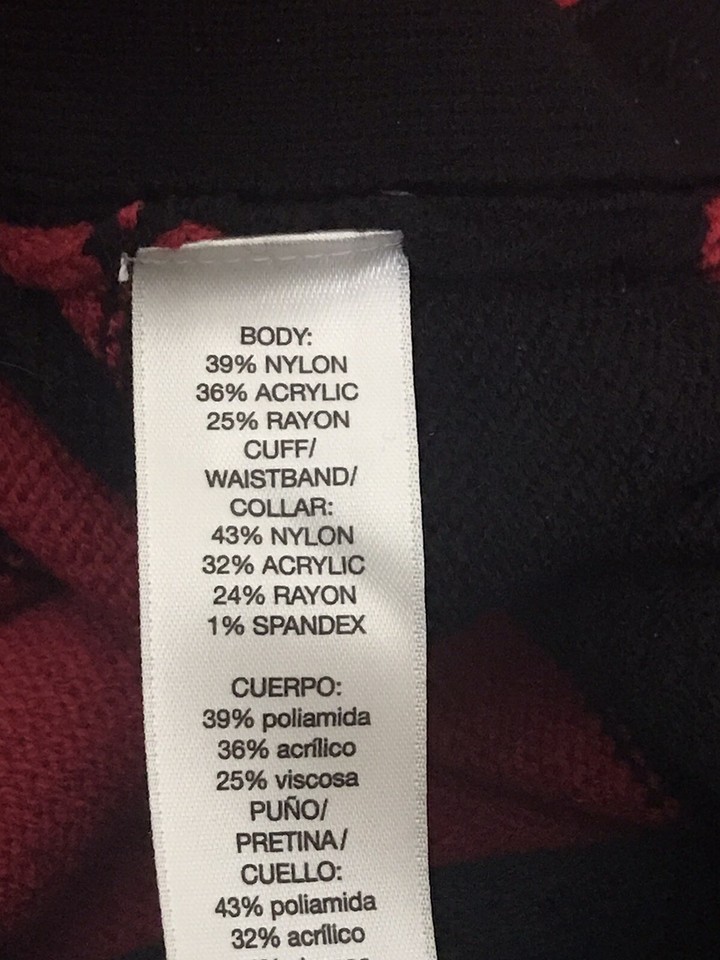 BODY:
39% NYLON
36% ACRYLIC
25% RAYON
CUFF/
WAISTBAND/
COLLAR:
43% NYLON
32% ACRYLIC
24% RAYON
1% SPANDEX
CUERPO:
39% poliamida
36% acrílico
25% viscosa
PUÑO/
PRETINA/
CUELLO:
43% poliamida
32% acrílico